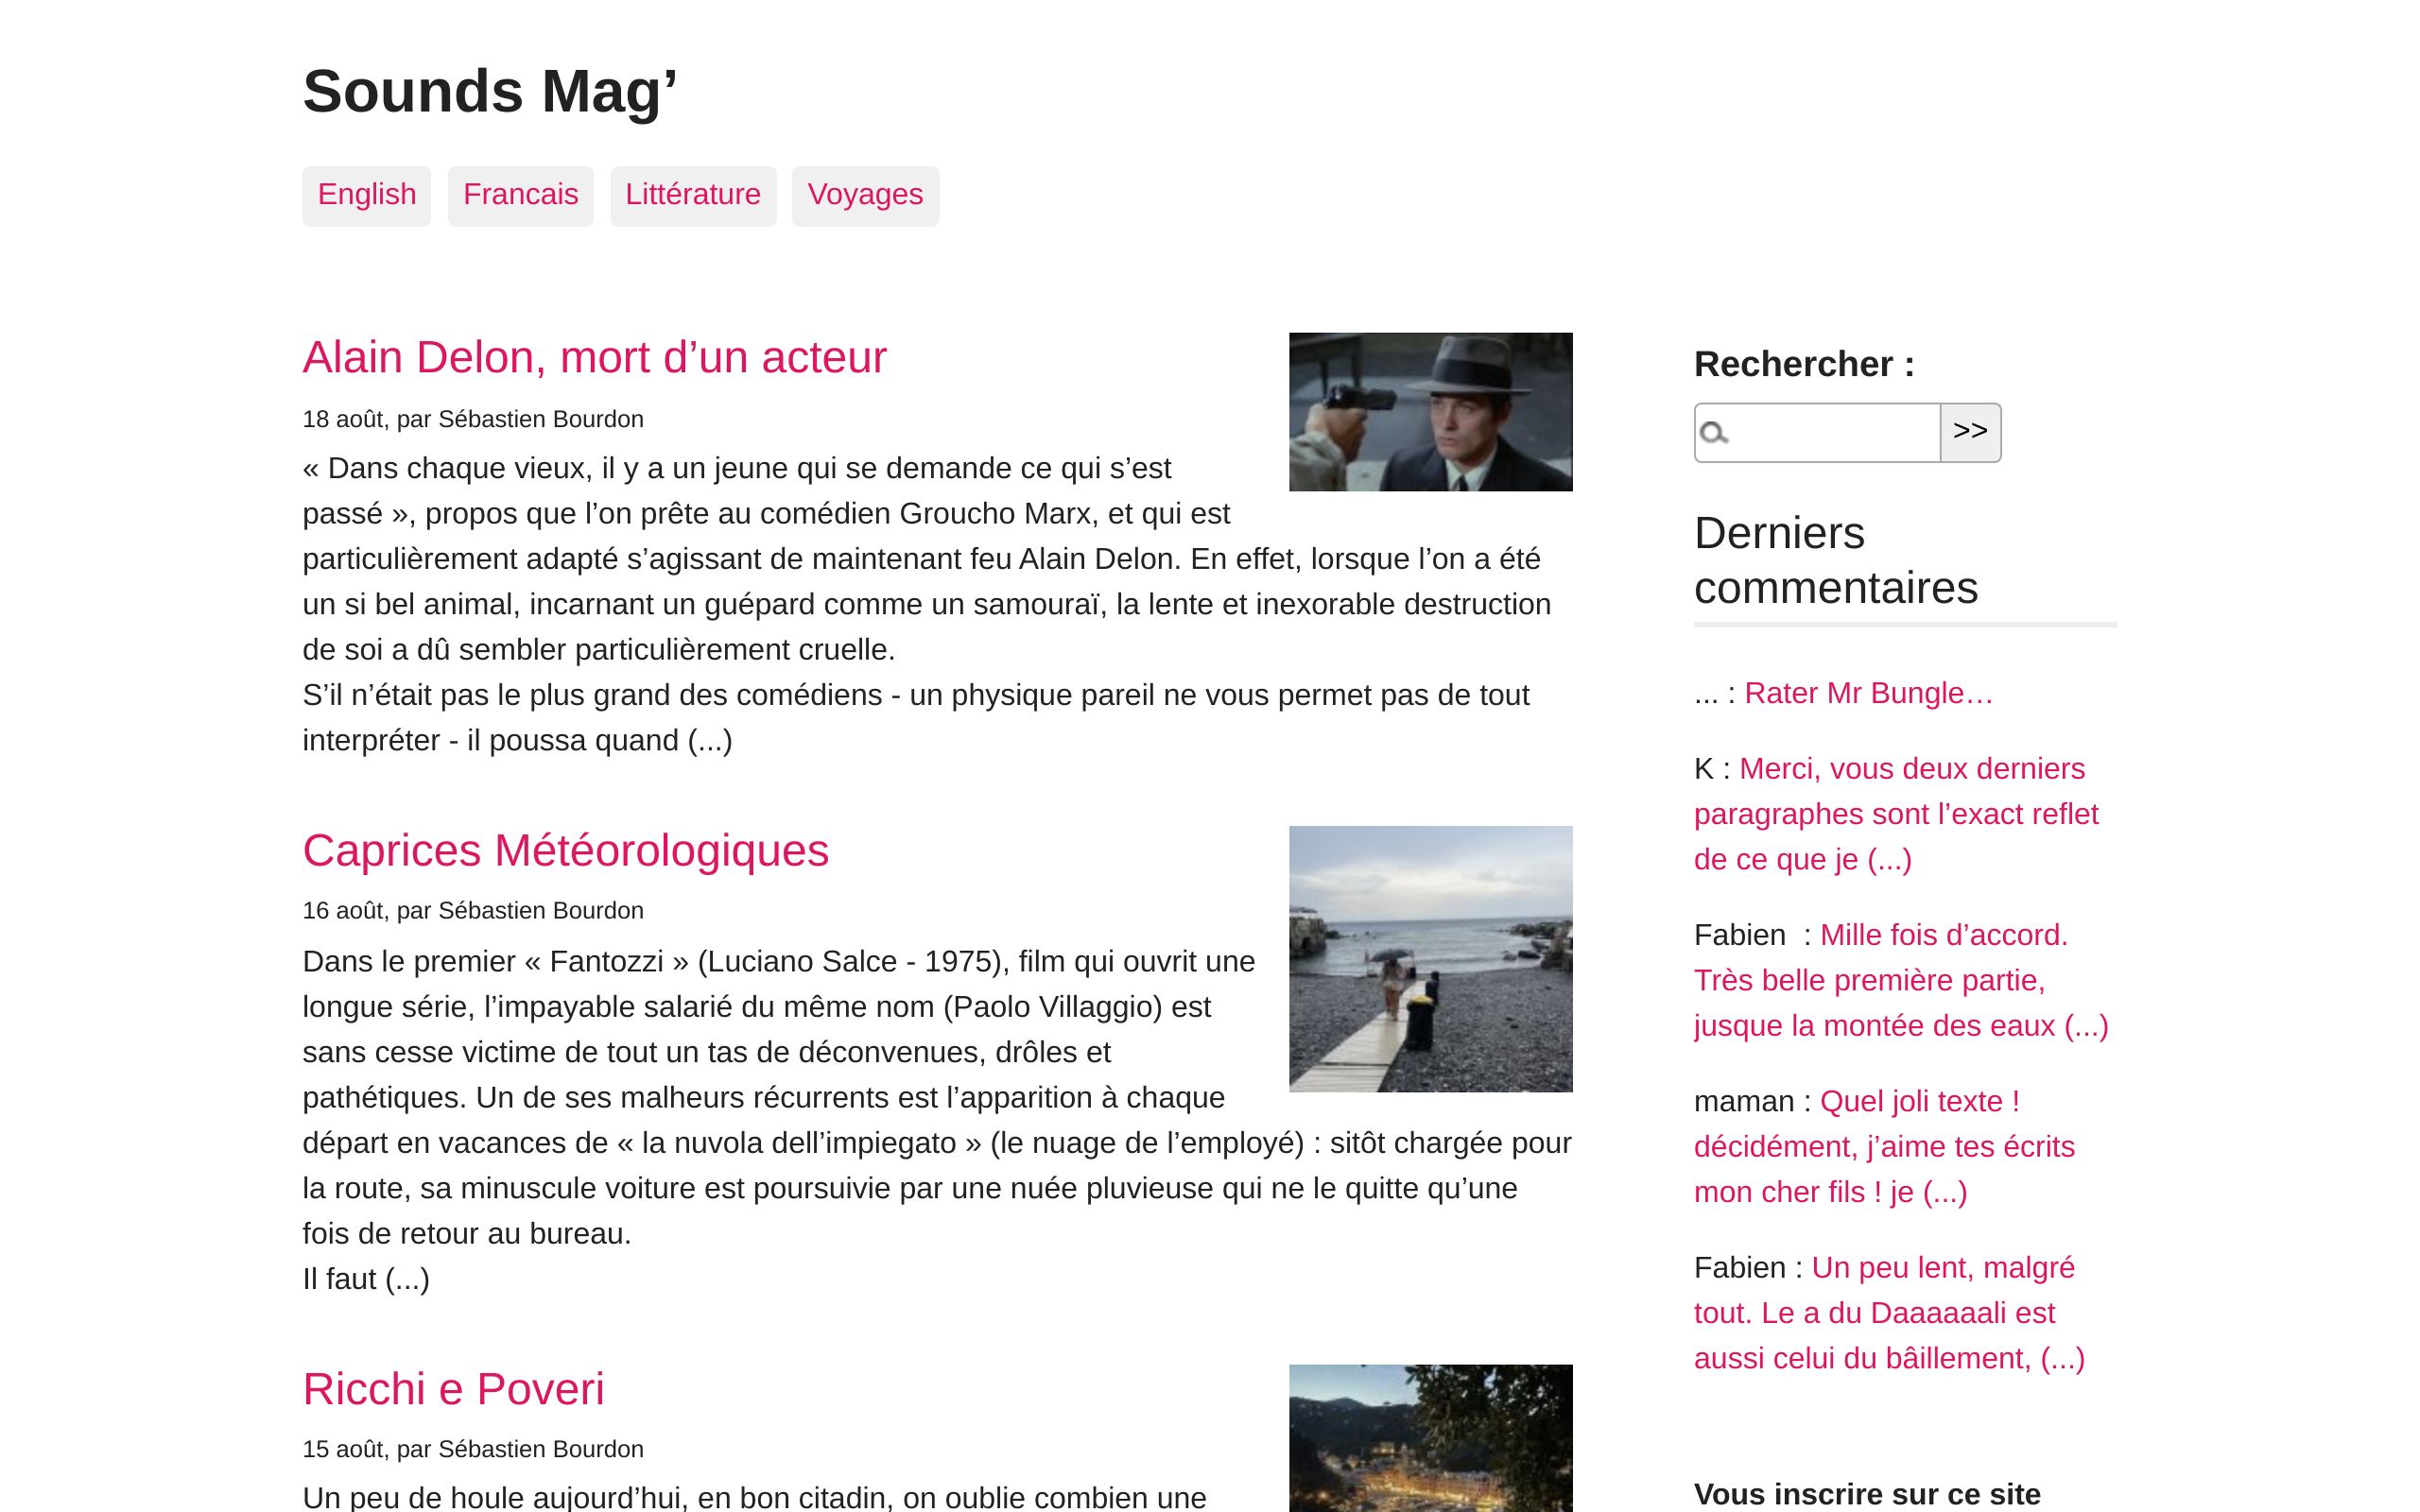 Sounds Mag’
English Francais Littérature Voyages
Alain Delon, mort d’un acteur
18 août, par Sébastien Bourdon
« Dans chaque vieux, il y a un jeune qui se demande ce qui s’est
passé », propos que l’on prête au comédien Groucho Marx, et qui est
particulièrement adapté s’agissant de maintenant feu Alain Delon. En effet, lorsque l’on a été
un si bel animal, incarnant un guépard comme un samouraï, la lente et inexorable destruction
de soi a dû sembler particulièrement cruelle.
S’il n’était pas le plus grand des comédiens - un physique pareil ne vous permet pas de tout
interpréter - il poussa quand (...)
Caprices Météorologiques
16 août, par Sébastien Bourdon
Dans le premier « Fantozzi » (Luciano Salce - 1975), film qui ouvrit une
longue série, l’impayable salarié du même nom (Paolo Villaggio) est
sans cesse victime de tout un tas de déconvenues, drôles et
pathétiques. Un de ses malheurs récurrents est l’apparition à chaque
départ en vacances de « la nuvola dell’impiegato » (le nuage de l’employé) : sitôt chargée pour
la route, sa minuscule voiture est poursuivie par une nuée pluvieuse qui ne le quitte qu’une
fois de retour au bureau.
Il faut (...)
Ricchi e Poveri
15 août, par Sébastien Bourdon
Un peu de houle aujourd’hui, en bon citadin, on oublie combien une
Rechercher :
>>
Derniers
commentaires
... : Rater Mr Bungle…
K : Merci, vous deux derniers
paragraphes sont l’exact reflet
de ce que je (...)
Fabien  : Mille fois d’accord.
Très belle première partie,
jusque la montée des eaux (...)
maman : Quel joli texte !
décidément, j’aime tes écrits
mon cher fils ! je (...)
Fabien : Un peu lent, malgré
tout. Le a du Daaaaaali est
aussi celui du bâillement, (...)
Vous inscrire sur ce site